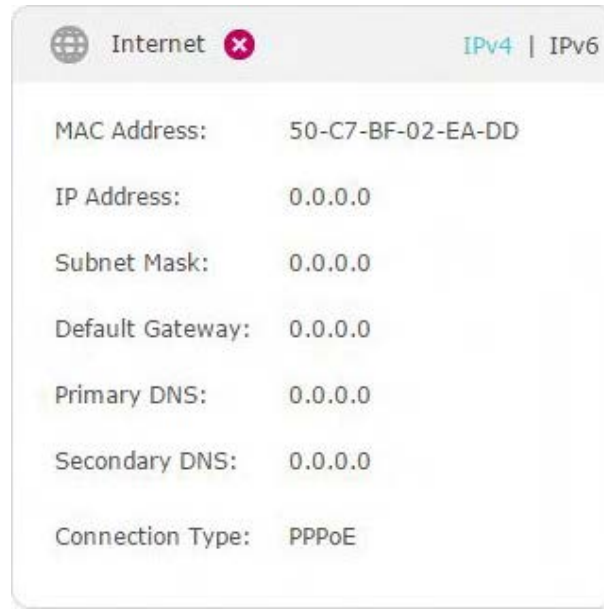 Internet IPv4 | IPv6
MAC Address: 50-C7-BF-02-EA-DD
IP Address: 0.0.0.0
Subnet Mask: 0.0.0.0
Default Gateway: 0.0.0.0
Primary DNS: 0.0.0.0
Secondary DNS: 0.0.0.0
Connection Type: PPPoE